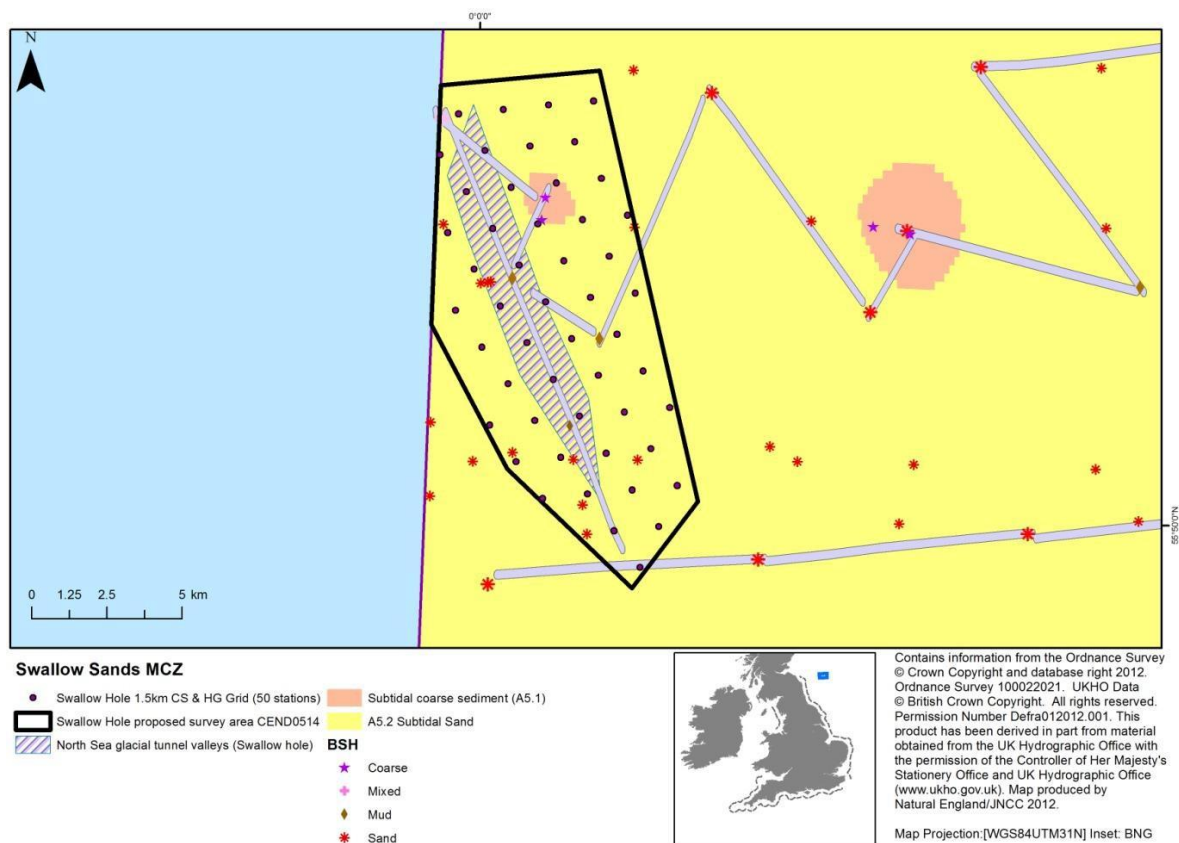 0°0'0"
N
55°50'0"N
0 1.25 2.5 5 km
Swallow Sands MCZ
Swallow Hole 1.5km CS & HG Grid (50 stations)
Swallow Hole proposed survey area CEND0514
North Sea glacial tunnel valleys (Swallow hole)
Subtidal coarse sediment (A5.1)
A5.2 Subtidal Sand
BSH
Coarse
Mixed
Mud
Sand
Contains information from the Ordnance Survey
© Crown Copyright and database right 2012.
Ordnance Survey 100022021. UKHO Data
© British Crown Copyright. All rights reserved.
Permission Number Defra012012.001. This
product has been derived in part from material
obtained from the UK Hydrographic Office with
the permission of the Controller of Her Majesty's
Stationery Office and UK Hydrographic Office
(www.ukho.gov.uk). Map produced by
Natural England/JNCC 2012.
Map Projection:[WGS84UTM31N] Inset: BNG